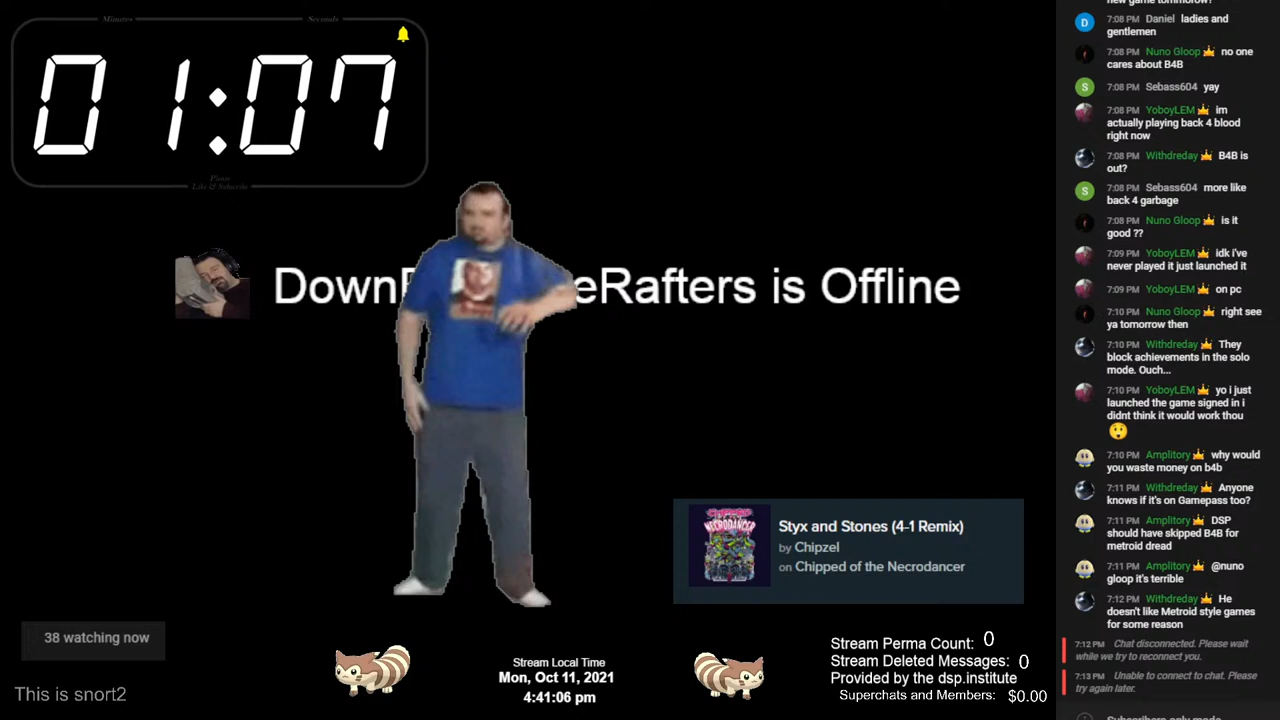 Minutes
Seconds
01:07
Please
Like & Subscribe
Down
eRafters is Offline
NECRODANCER
Styx and Stones (4-1 Remix)
by Chipzel
on Chipped of the Necrodancer
38 watching now
This is snort2
Stream Local Time
Mon, Oct 11, 2021
4:41:06 pm
Stream Perma Count: 0
Stream Deleted Messages: 0
Provided by the dsp.institute
Superchats and Members: $0.00
D 7:08 PM Daniel ladies and
gentlemen
7:08 PM Nuno Gloop no one
cares about B4B
S 7:08 PM Sebass604 yay
7:08 PM YoboyLEM im
actually playing back 4 blood
right now
7:08 PM Withdreday B4B is
out?
S 7:08 PM Sebass604 more like
back 4 garbage
7:08 PM Nuno Gloop is it
good ??
7:09 PM YoboyLEM idk i've
never played it just launched it
7:09 PM YoboyLEM on pc
7:10 PM Nuno Gloop right see
ya tomorrow then
7:10 PM Withdreday They
block achievements in the solo
mode. Ouch...
7:10 PM YoboyLEM yo i just
launched the game signed in i
didnt think it would work thou
7:10 PM Amplitory why would
you waste money on b4b
7:11 PM Withdreday Anyone
knows if it's on Gamepass too?
7:11 PM Amplitory DSP
should have skipped B4B for
metroid dread
7:11 PM Amplitory @nuno
gloop it's terrible
7:12 PM Withdreday He
doesn't like Metroid style games
for some reason
7:12 PM Chat disconnected. Please wait
while we try to reconnect you.
7:13 PM Unable to connect to chat. Please
try again later.